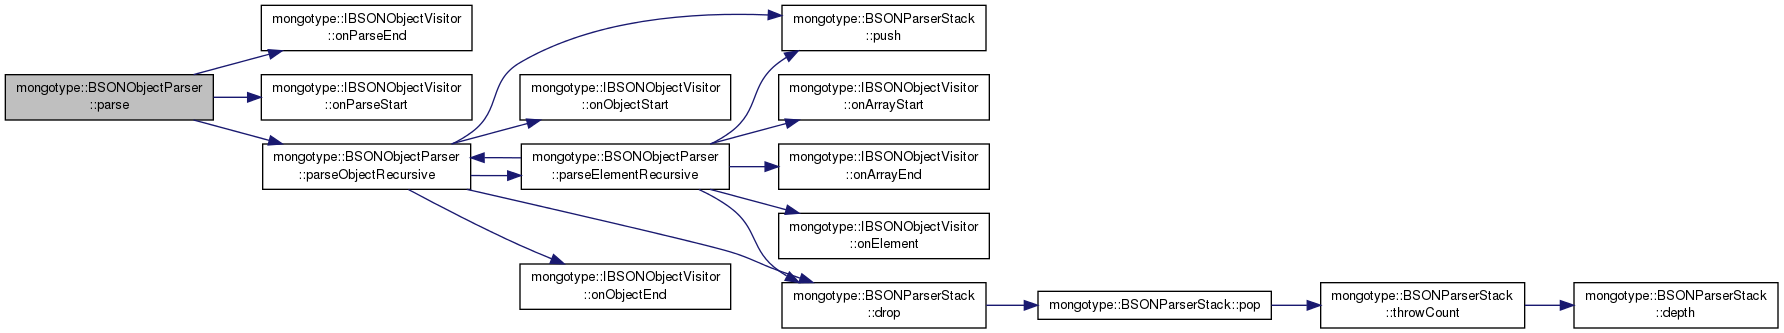 mongotype::BSONObjectParser
::parse
mongotype::IBSONObjectVisitor
::onParseEnd
mongotype::IBSONObjectVisitor
::onParseStart
mongotype::BSONObjectParser
::parseObjectRecursive
mongotype::IBSONObjectVisitor
::onObjectStart
mongotype::BSONObjectParser
::parseElementRecursive
mongotype::IBSONObjectVisitor
::onObjectEnd
mongotype::BSONParserStack
::push
mongotype::IBSONObjectVisitor
::onArrayStart
mongotype::IBSONObjectVisitor
::onArrayEnd
mongotype::IBSONObjectVisitor
::onElement
mongotype::BSONParserStack
::drop
mongotype::BSONParserStack::pop
mongotype::BSONParserStack
::throwCount
mongotype::BSONParserStack
::depth